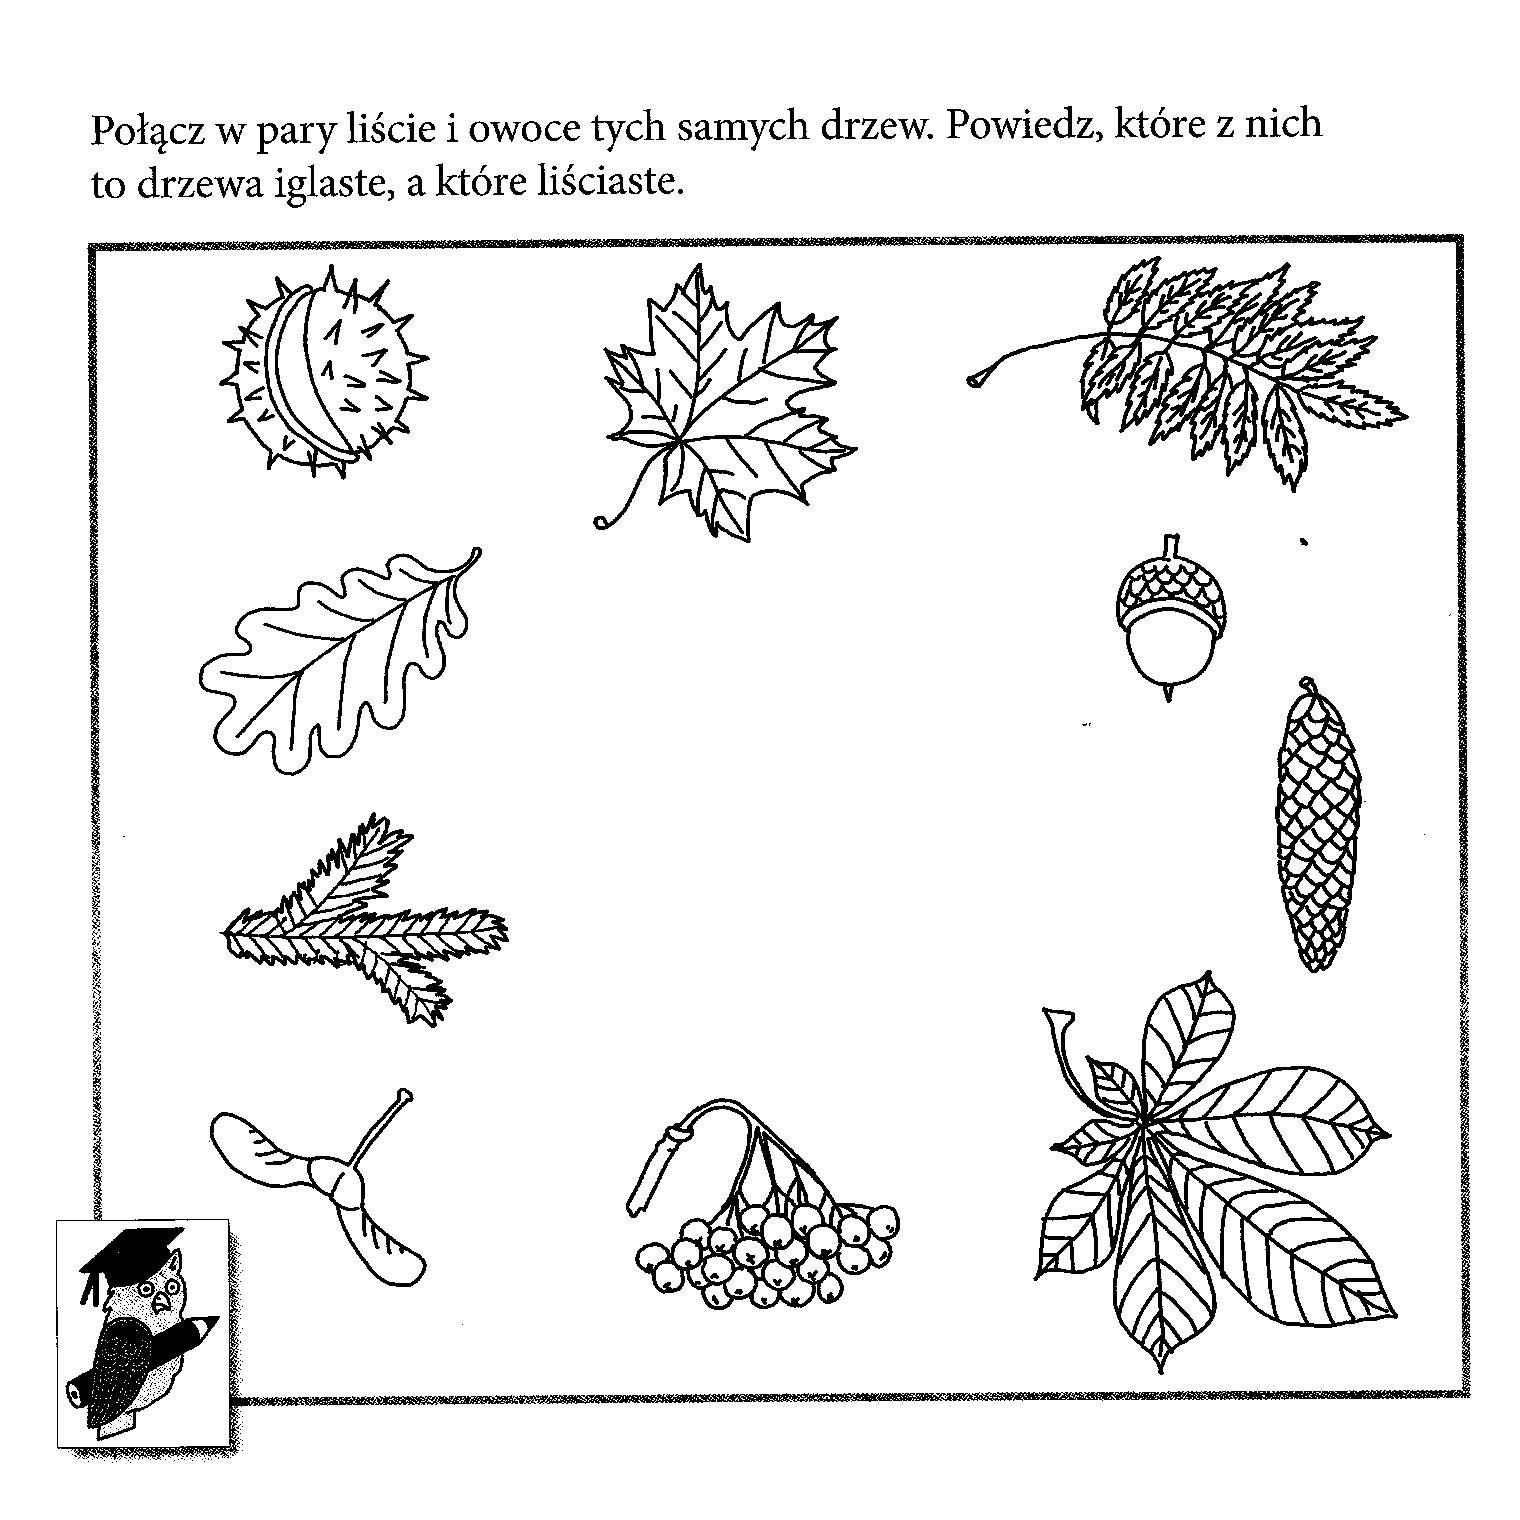 Połącz w pary liście i owoce tych samych drzew. Powiedz, które z nich
to drzewa iglaste, a które liściaste.